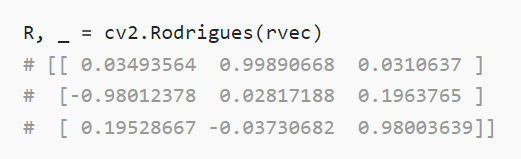 R, _ = cv2.Rodrigues(rvec)
# [[ 0.03493564  0.99890668  0.0310637 ]
#  [-0.98012378  0.02817188  0.1963765 ]
#  [ 0.19528667 -0.03730682  0.98003639]]